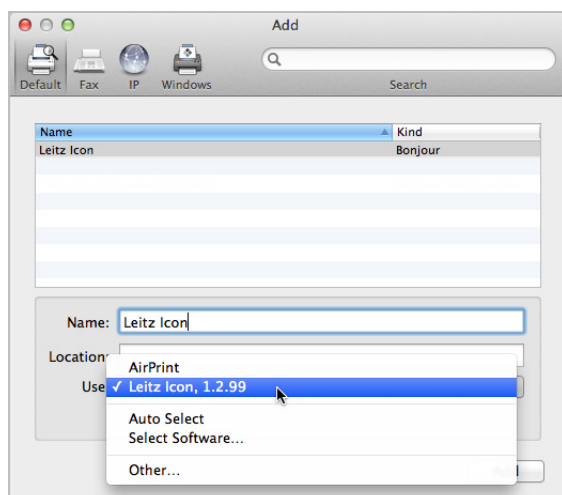 Add
Default Fax IP Windows Search
Name Kind
Leitz Icon Bonjour
Name: Leitz Icon
Location:
AirPrint
Use ✓ Leitz Icon, 1.2.99
Auto Select
Select Software...
Other...